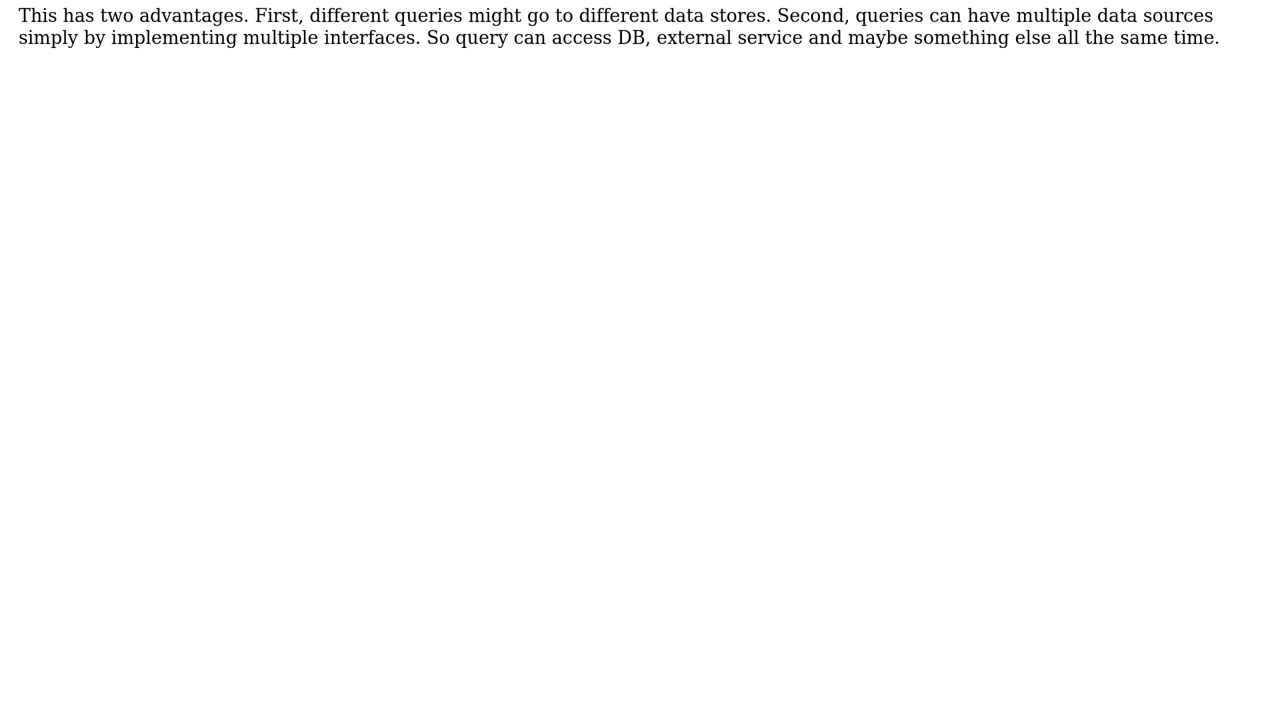 This has two advantages. First, different queries might go to different data stores. Second, queries can have multiple data sources
simply by implementing multiple interfaces. So query can access DB, external service and maybe something else all the same time.